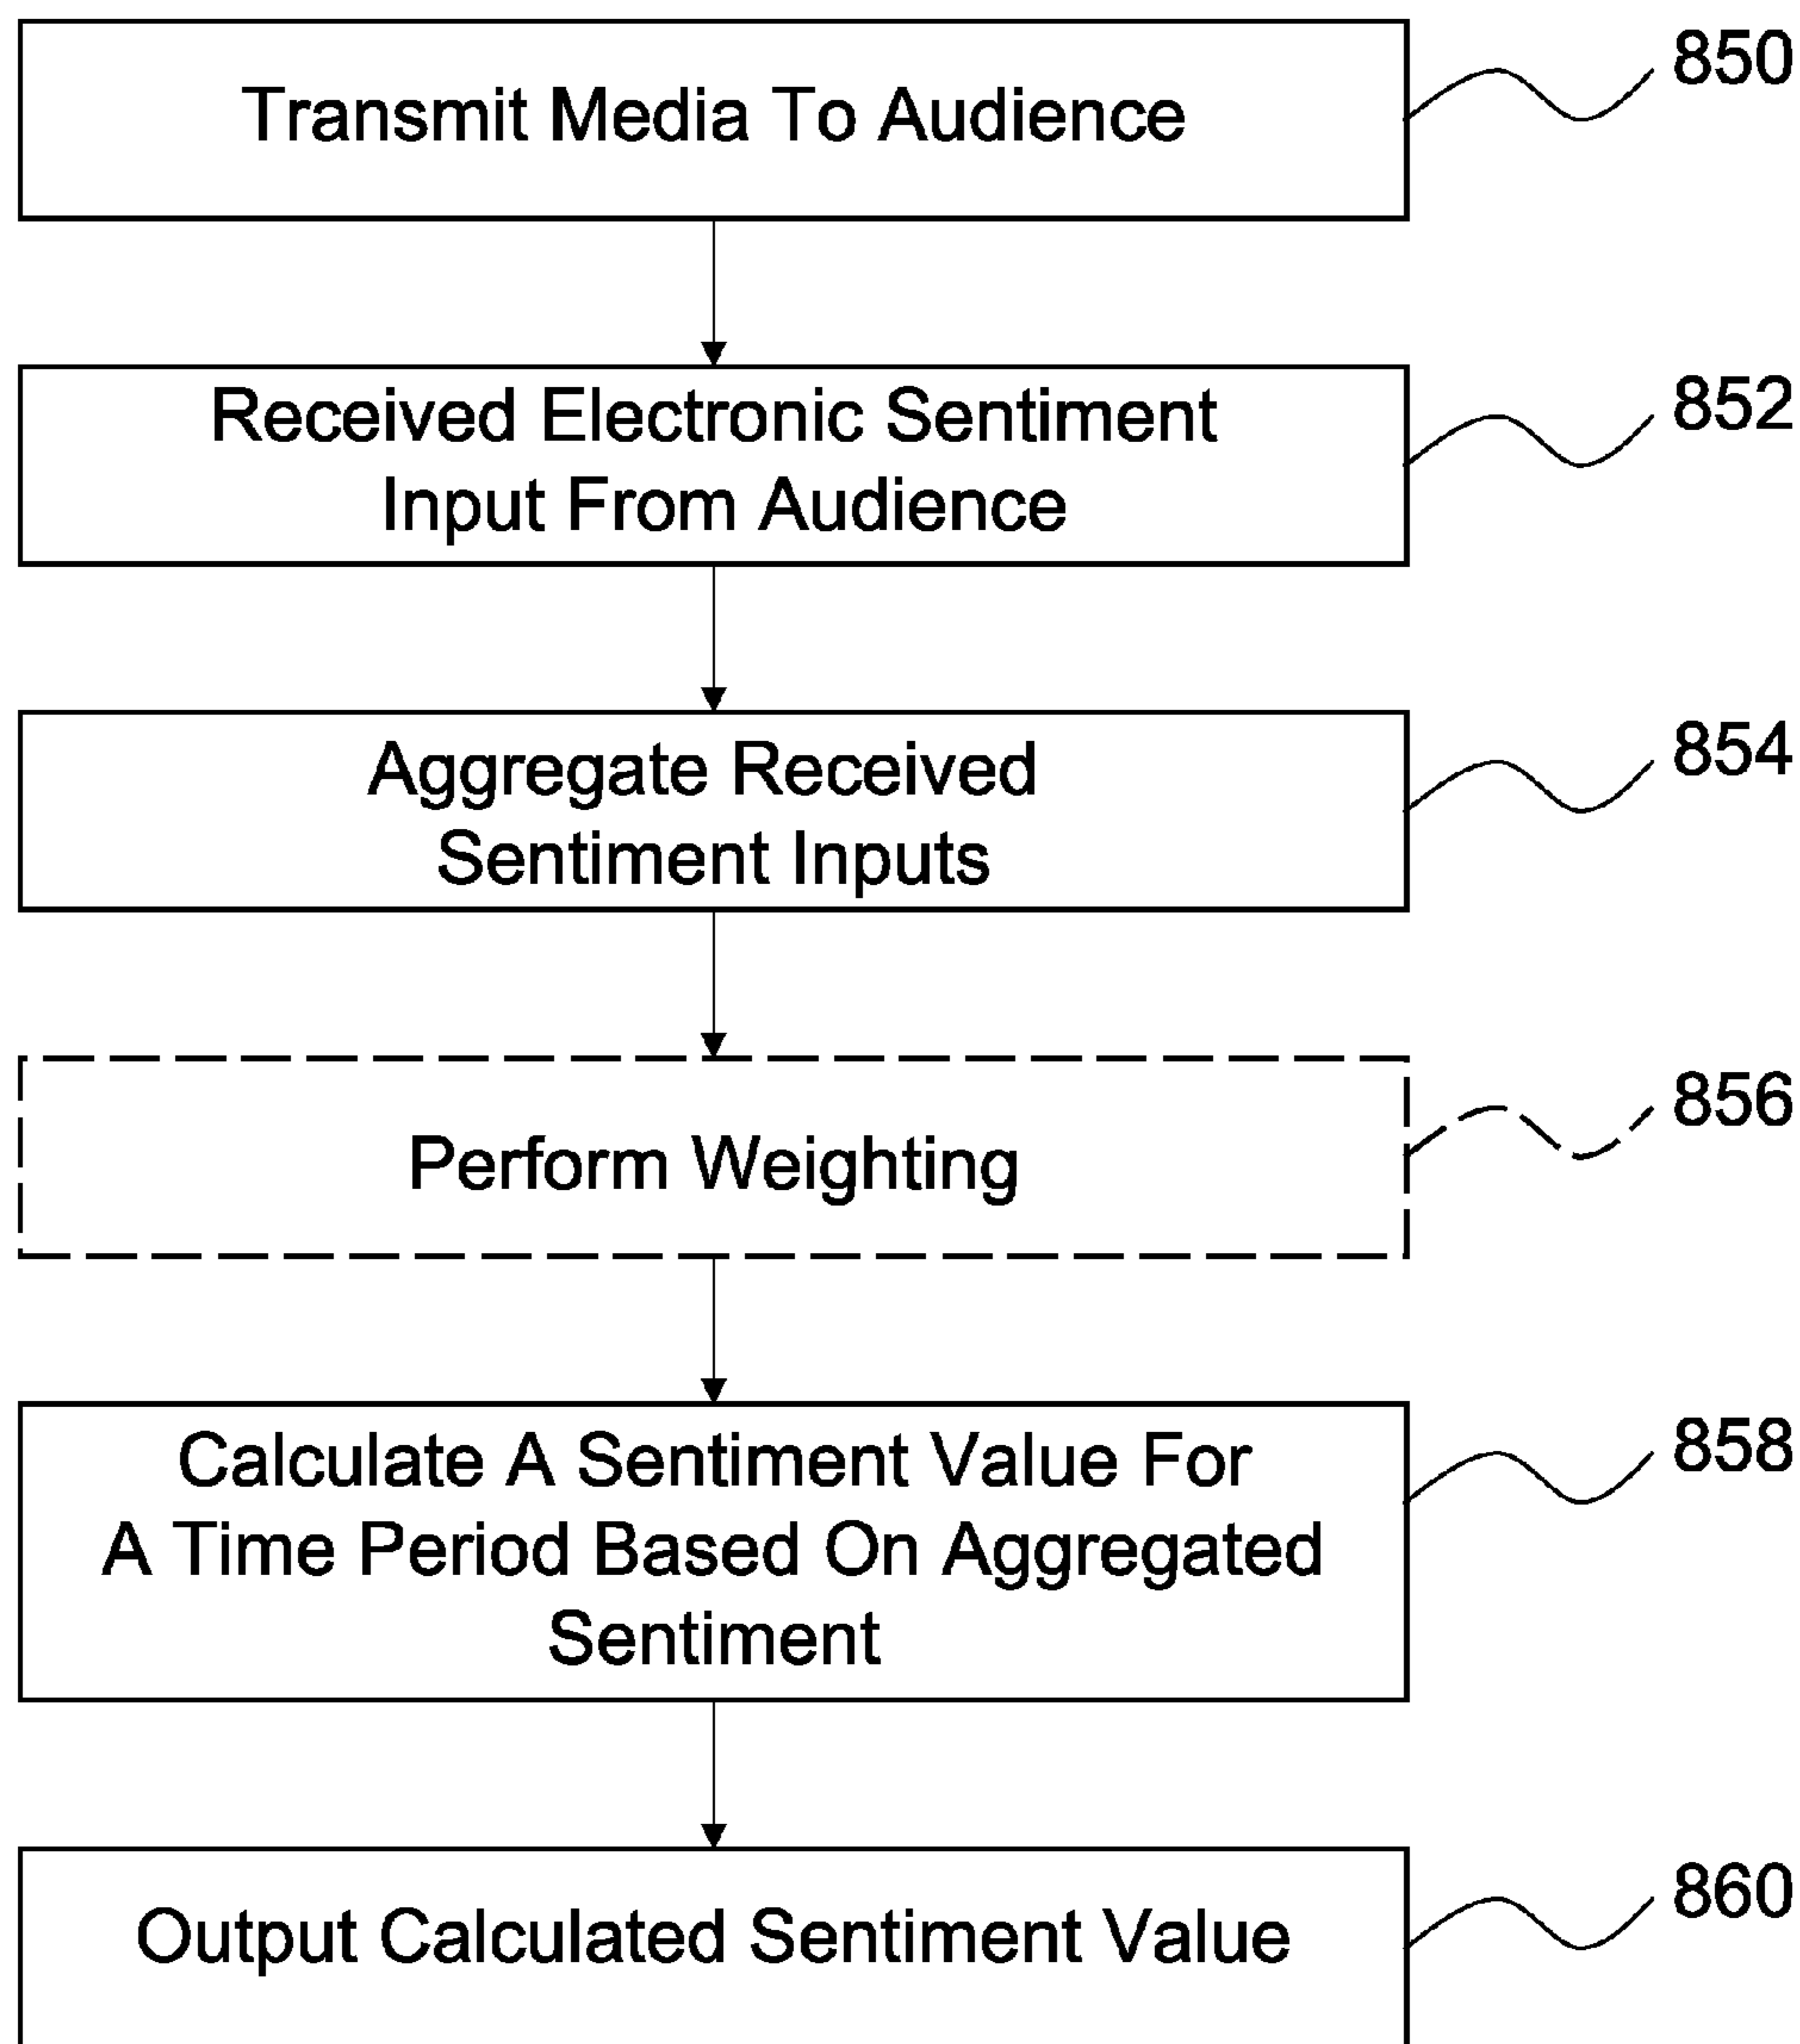 Transmit Media To Audience
850
Received Electronic Sentiment
Input From Audience
852
Aggregate Received
Sentiment Inputs
854
Perform Weighting
856
Calculate A Sentiment Value For
A Time Period Based On Aggregated
Sentiment
858
Output Calculated Sentiment Value
860